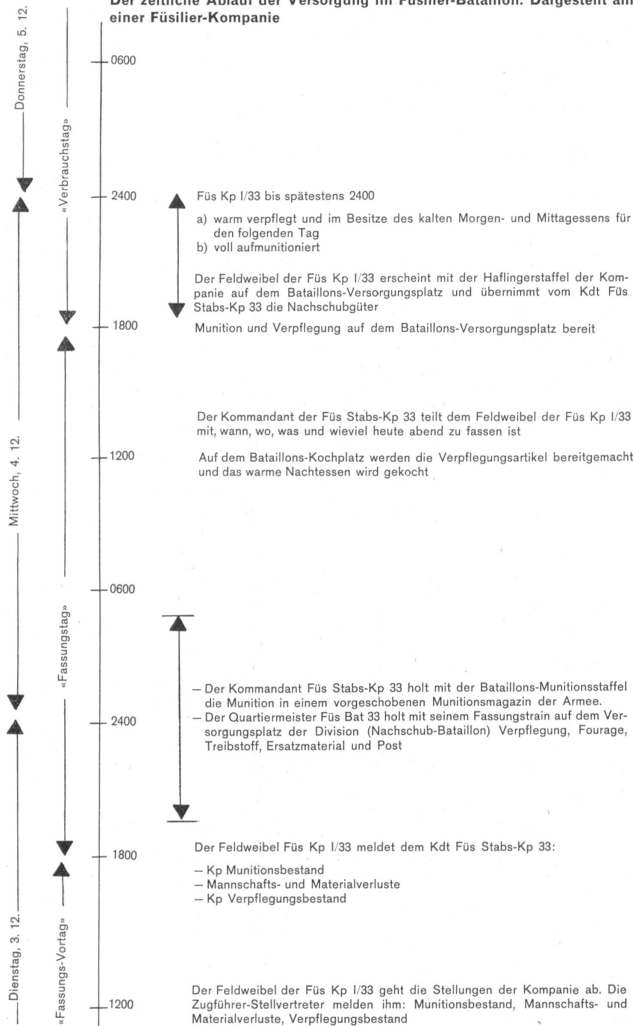 Der zeitliche Ablauf der Versorgung im Füsilier-Bataillon. Dargestellt an
einer Füsilier-Kompanie
Donnerstag, 5. 12.
«Verbrauchstag»
0600
2400
Füs Kp I/33 bis spätestens 2400
a) warm verpflegt und im Besitze des kalten Morgen- und Mittagessens für
den folgenden Tag
b) voll aufmunitioniert
Der Feldweibel der Füs Kp I/33 erscheint mit der Haflingerstaffel der Kom-
panie auf dem Bataillons-Versorgungsplatz und übernimmt vom Kdt Füs
Stabs-Kp 33 die Nachschubgüter
1800
Munition und Verpflegung auf dem Bataillons-Versorgungsplatz bereit
Mittwoch, 4. 12.
«Fassungstag»
Der Kommandant der Füs Stabs-Kp 33 teilt dem Feldweibel der Füs Kp I/33
mit, wann, wo, was und wieviel heute abend zu fassen ist
1200
Auf dem Bataillons-Kochplatz werden die Verpflegungsartikel bereitgemacht
und das warme Nachtessen wird gekocht
0600
— Der Kommandant Füs Stabs-Kp 33 holt mit der Bataillons-Munitionsstaffel
die Munition in einem vorgeschobenen Munitionsmagazin der Armee.
2400
— Der Quartiermeister Füs Bat 33 holt mit seinem Fassungstrain auf dem Ver-
sorgungsplatz der Division (Nachschub-Bataillon) Verpflegung, Fourage,
Treibstoff, Ersatzmaterial und Post
1800
Der Feldweibel Füs Kp I/33 meldet dem Kdt Füs Stabs-Kp 33:
— Kp Munitionsbestand
— Mannschafts- und Materialverluste
— Kp Verpflegungsbestand
Dienstag, 3. 12.
«Fassungs-Vortag»
1200
Der Feldweibel der Füs Kp I/33 geht die Stellungen der Kompanie ab. Die
Zugführer-Stellvertreter melden ihm: Munitionsbestand, Mannschafts- und
Materialverluste, Verpflegungsbestand